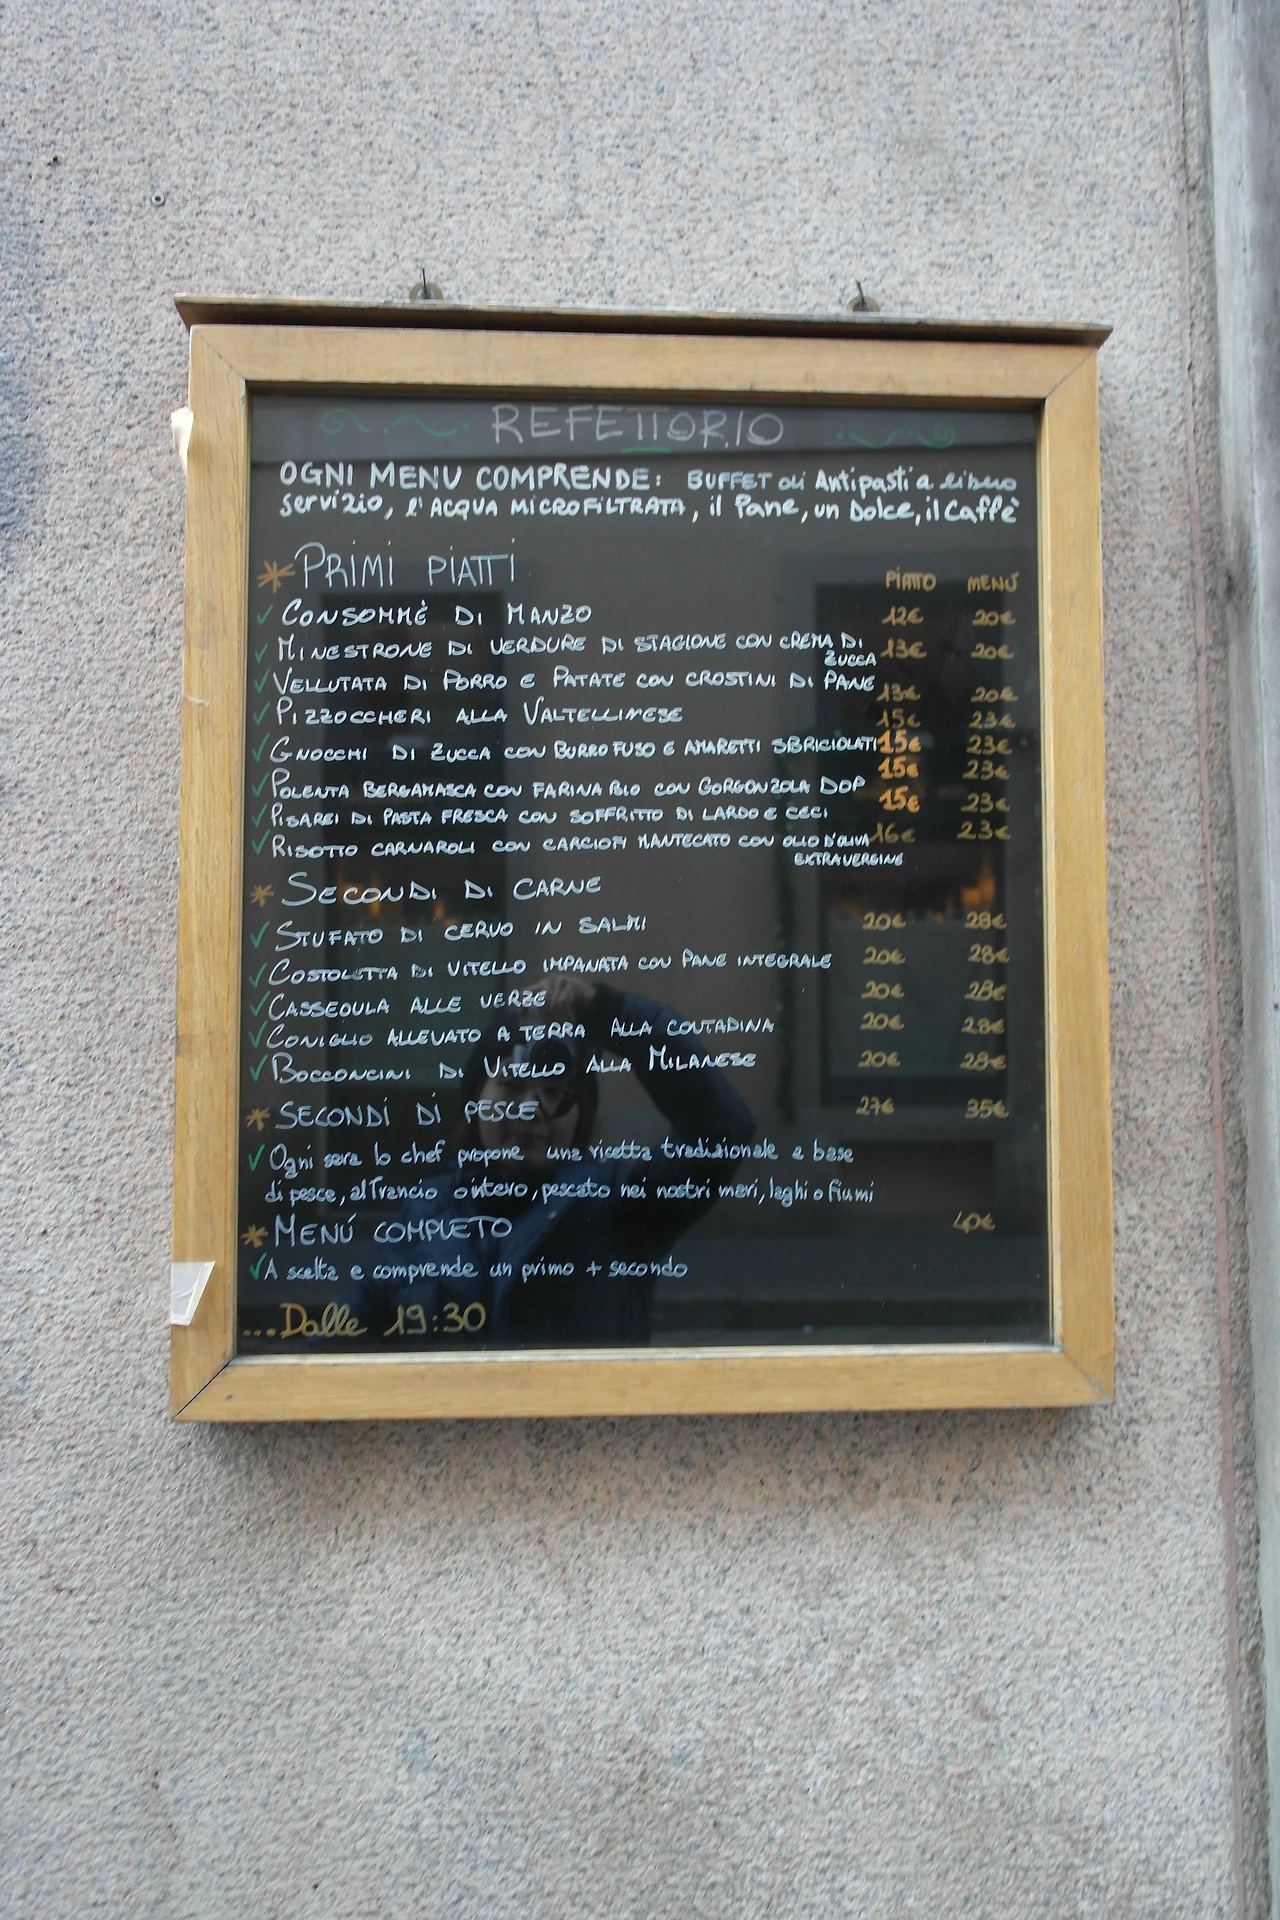 REFETTORIO
OGNI MENU COMPRENDE: BUFFET di Antipasti a libero
servizio, l'ACQUA MICROFILTRATA, il Pane, un Dolce, il Caffè
* PRIMI PIATTI PIATTO MENÚ
✓ CONSOMMÈ DI MANZO 12€ 20€
✓ MINESTRONE DI VERDURE DI STAGIONE CON CREMA DI 13€ 20€
ZUCCA
✓ VELLUTATA DI PORRO E PATATE CON CROSTINI DI PANE 13€ 20€
✓ PIZZOCCHERI ALLA VALTELLINESE 15€ 23€
✓ GNOCCHI DI ZUCCA CON BURRO FUSO E AMARETTI SBRICIOLATI 15€ 23€
✓ POLENTA BERGAMASCA CON FARINA BIO CON GORGONZOLA DOP 15€ 23€
✓ PISAREI DI PASTA FRESCA CON SOFFRITTO DI LARDO E CECI 15€ 23€
✓ RISOTTO CARNAROLI CON CARCIOFI MANTECATO CON OLIO D'OLIVA 16€ 23€
EXTRAVERGINE
* SECONDI DI CARNE
✓ STUFATO DI CERVO IN SALMI 20€ 28€
✓ COSTOLETTA DI VITELLO IMPANATA CON PANE INTEGRALE 20€ 28€
✓ CASSEOULA ALLE VERZE 20€ 28€
✓ CONIGLIO ALLEVATO A TERRA ALLA CONTADINA 20€ 28€
✓ BOCCONCINI DI VITELLO ALLA MILANESE 20€ 28€
* SECONDI DI PESCE 27€ 35€
✓ Ogni sera lo chef propone una ricetta tradizionale a base
di pesce, al Trancio o intero, pescato nei nostri mari, laghi o fiumi
* MENÚ COMPLETO 40€
✓ A scelta e comprende un primo + secondo
...Dalle 19:30